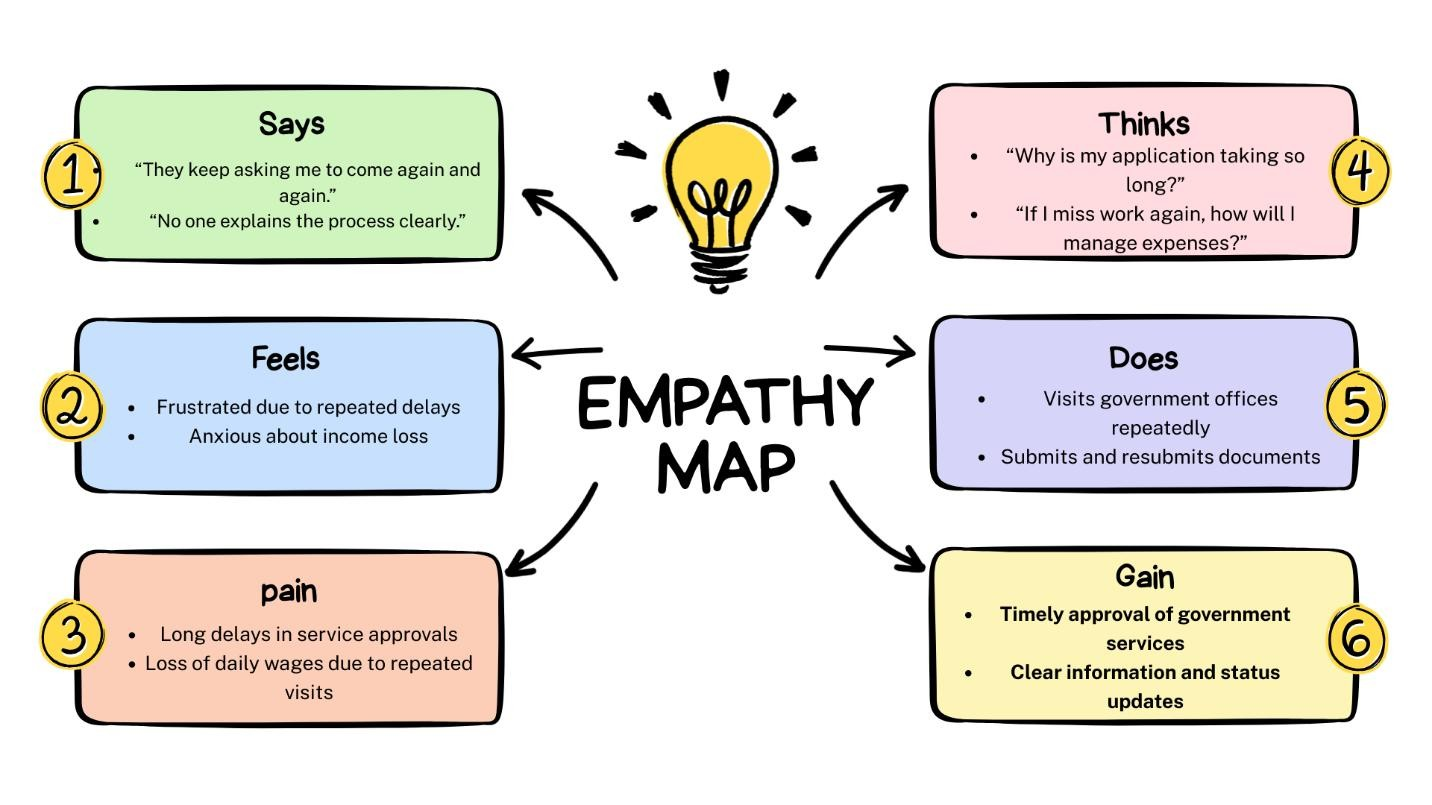 Says
1
• “They keep asking me to come again and
again.”
• “No one explains the process clearly.”
Feels
2
• Frustrated due to repeated delays
• Anxious about income loss
pain
3
• Long delays in service approvals
• Loss of daily wages due to repeated
visits
EMPATHY
MAP
Thinks
4
• “Why is my application taking so
long?”
• “If I miss work again, how will I
manage expenses?”
Does
5
• Visits government offices
repeatedly
• Submits and resubmits documents
Gain
6
• Timely approval of government
services
• Clear information and status
updates